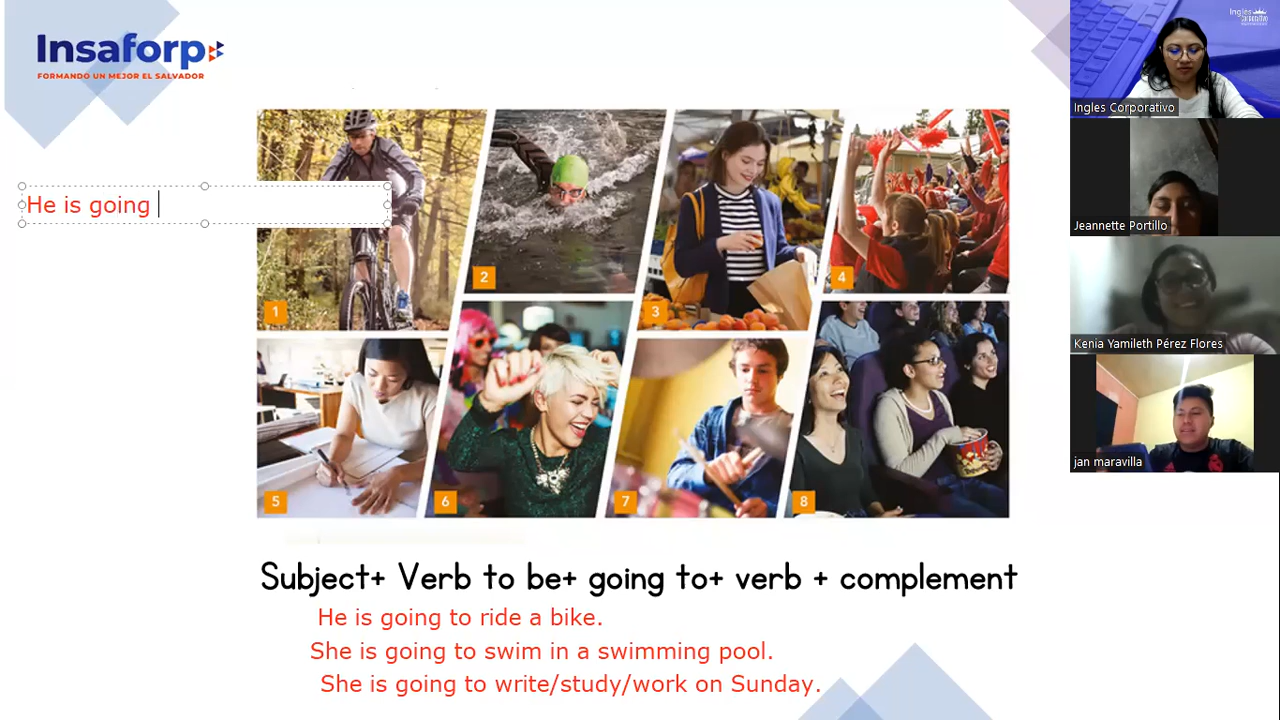 Insaforp
FORMANDO UN MEJOR EL SALVADOR
He is going
1
2
3
4
5
6
7
8
Subject+ Verb to be+ going to+ verb + complement
He is going to ride a bike.
She is going to swim in a swimming pool.
She is going to write/study/work on Sunday.
Ingles
Ingles Corporativo
Jeannette Portillo
Kenia Yamileth Pérez Flores
jan maravilla